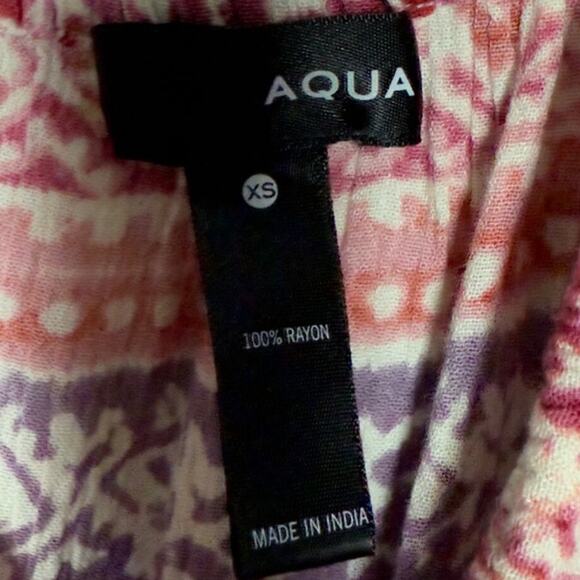 AQUA
XS
100% RAYON
MADE IN INDIA